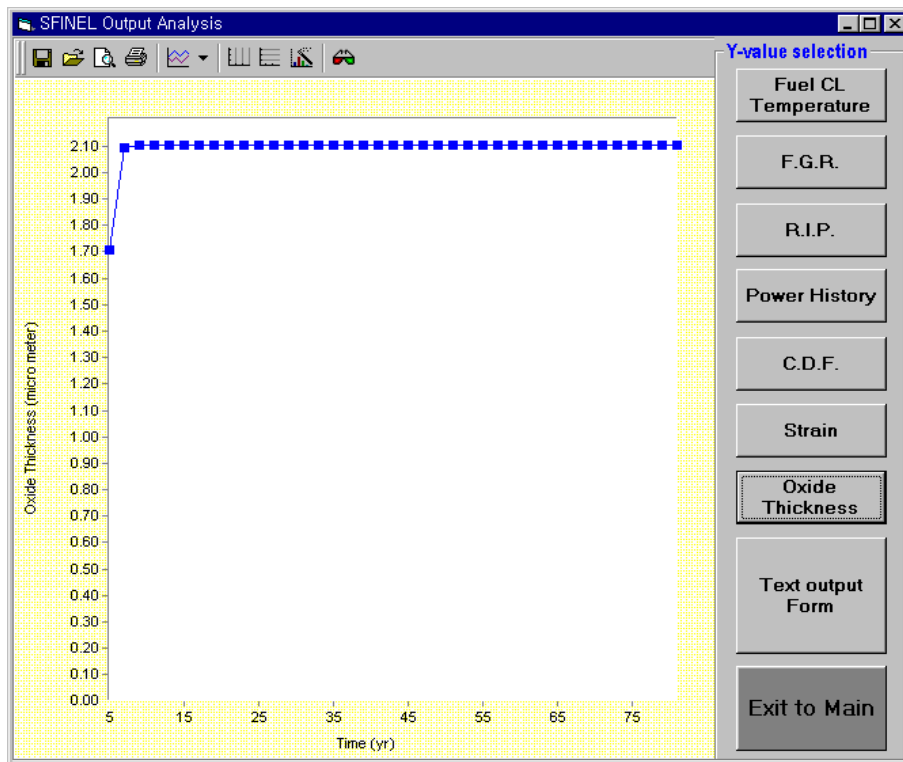 SFINEL Output Analysis
Y-value selection
Fuel CL
Temperature
F.G.R.
R.I.P.
Power History
C.D.F.
Strain
Oxide
Thickness
Text output
Form
Exit to Main
Oxide Thickness (micro meter)
2.10
2.00
1.90
1.80
1.70
1.60
1.50
1.40
1.30
1.20
1.10
1.00
0.90
0.80
0.70
0.60
0.50
0.40
0.30
0.20
0.10
0.00
5 15 25 35 45 55 65 75
Time (yr)